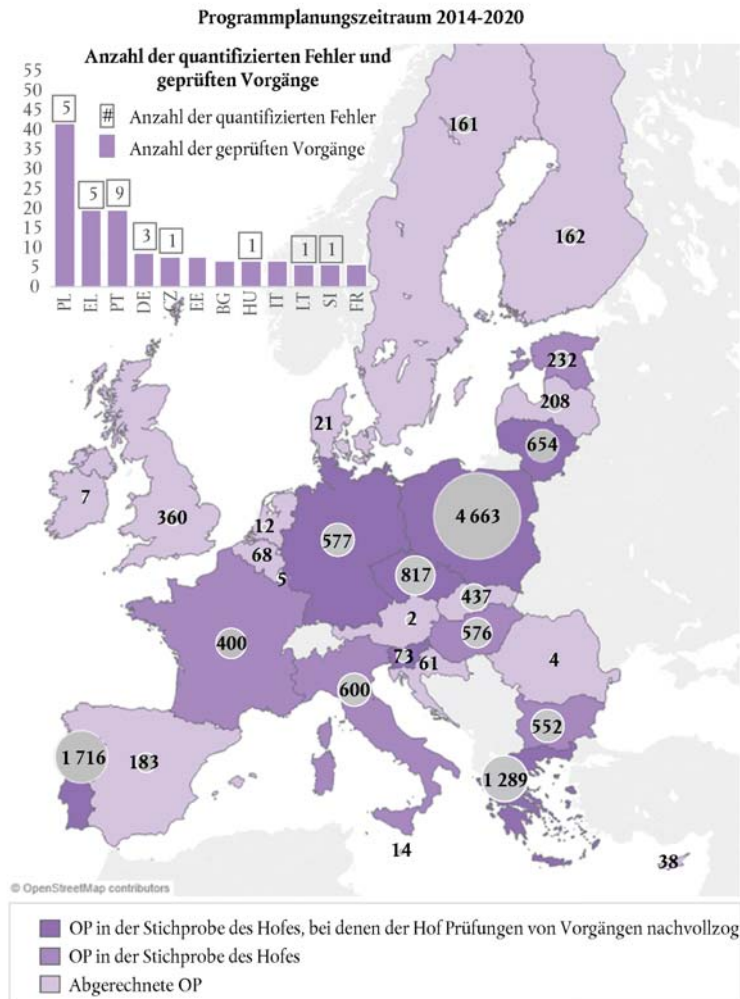 Programmplanungszeitraum 2014-2020
Anzahl der quantifizierten Fehler und
geprüften Vorgänge
# Anzahl der quantifizierten Fehler
Anzahl der geprüften Vorgänge
55
50
45
40
35
30
25
20
15
10
5
0
5
5
9
3
1
1
1
1
PL
EL
PT
DE
CZ
EE
BG
HU
IT
LT
SI
FR
161
162
232
208
654
21
7
360
12
68
5
577
4 663
817
437
2
576
400
73
61
4
600
552
1 716
183
1 289
14
38
© OpenStreetMap contributors
OP in der Stichprobe des Hofes, bei denen der Hof Prüfungen von Vorgängen nachvollzog
OP in der Stichprobe des Hofes
Abgerechnete OP